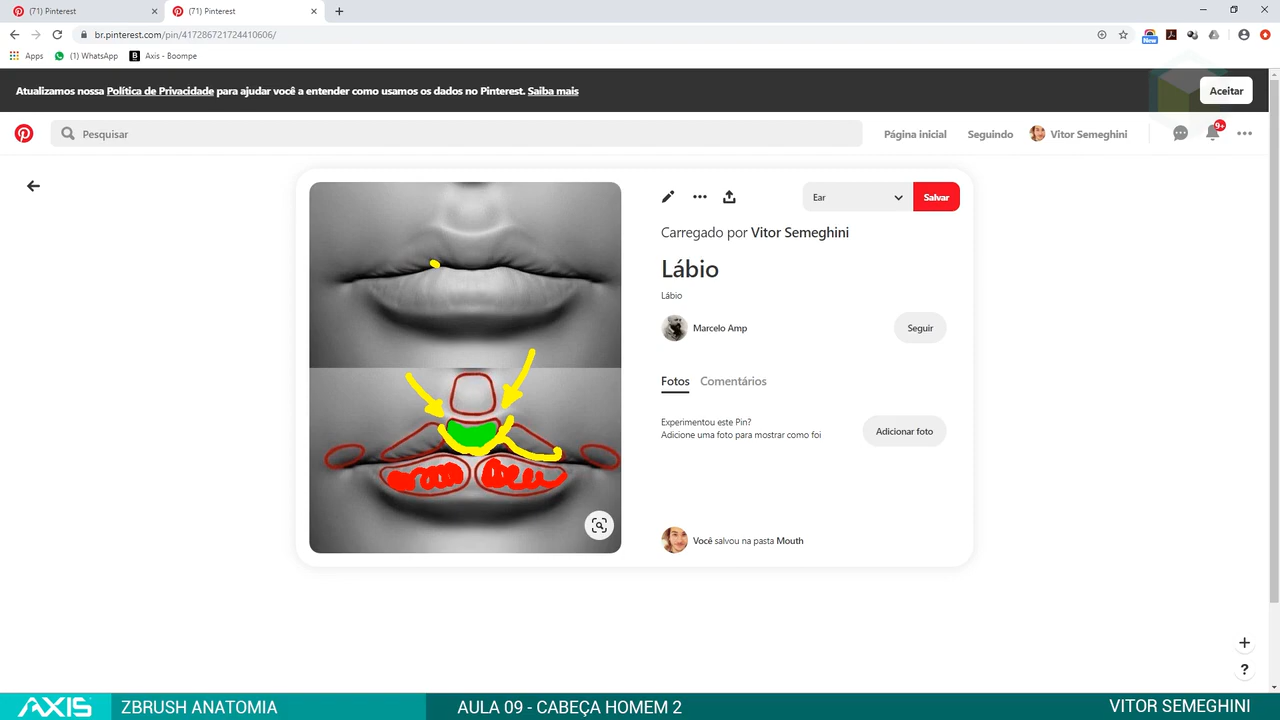 (71) Pinterest
(71) Pinterest
br.pinterest.com/pin/417286721724410606/
New
Apps
(1) WhatsApp
Axis - Boompe
Atualizamos nossa Política de Privacidade para ajudar você a entender como usamos os dados no Pinterest. Saiba mais
Aceitar
Pesquisar
Página inicial
Seguindo
Vitor Semeghini
9+
Ear
Salvar
Carregado por Vitor Semeghini
Lábio
Lábio
Marcelo Amp
Seguir
Fotos
Comentários
Experimentou este Pin?
Adicione uma foto para mostrar como foi
Adicionar foto
Você salvou na pasta Mouth
?
AXIS
ZBRUSH ANATOMIA
AULA 09 - CABEÇA HOMEM 2
VITOR SEMEGHINI